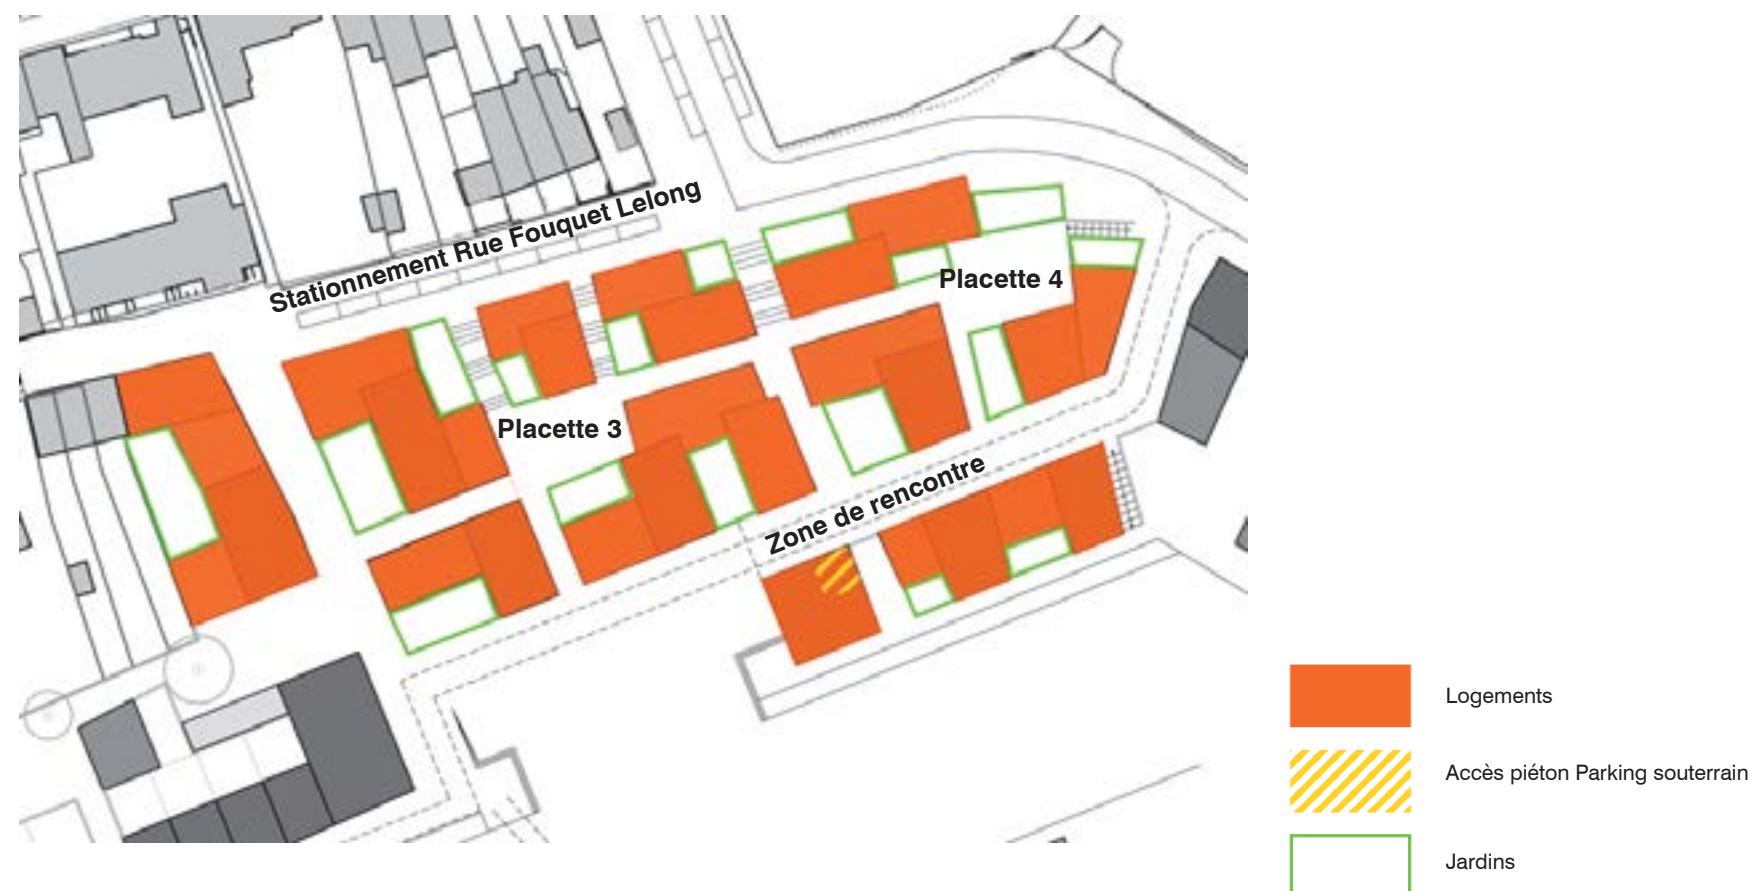 Stationnement Rue Fouquet Lelong
Placette 4
Placette 3
Zone de rencontre
Logements
Accès piéton Parking souterrain
Jardins